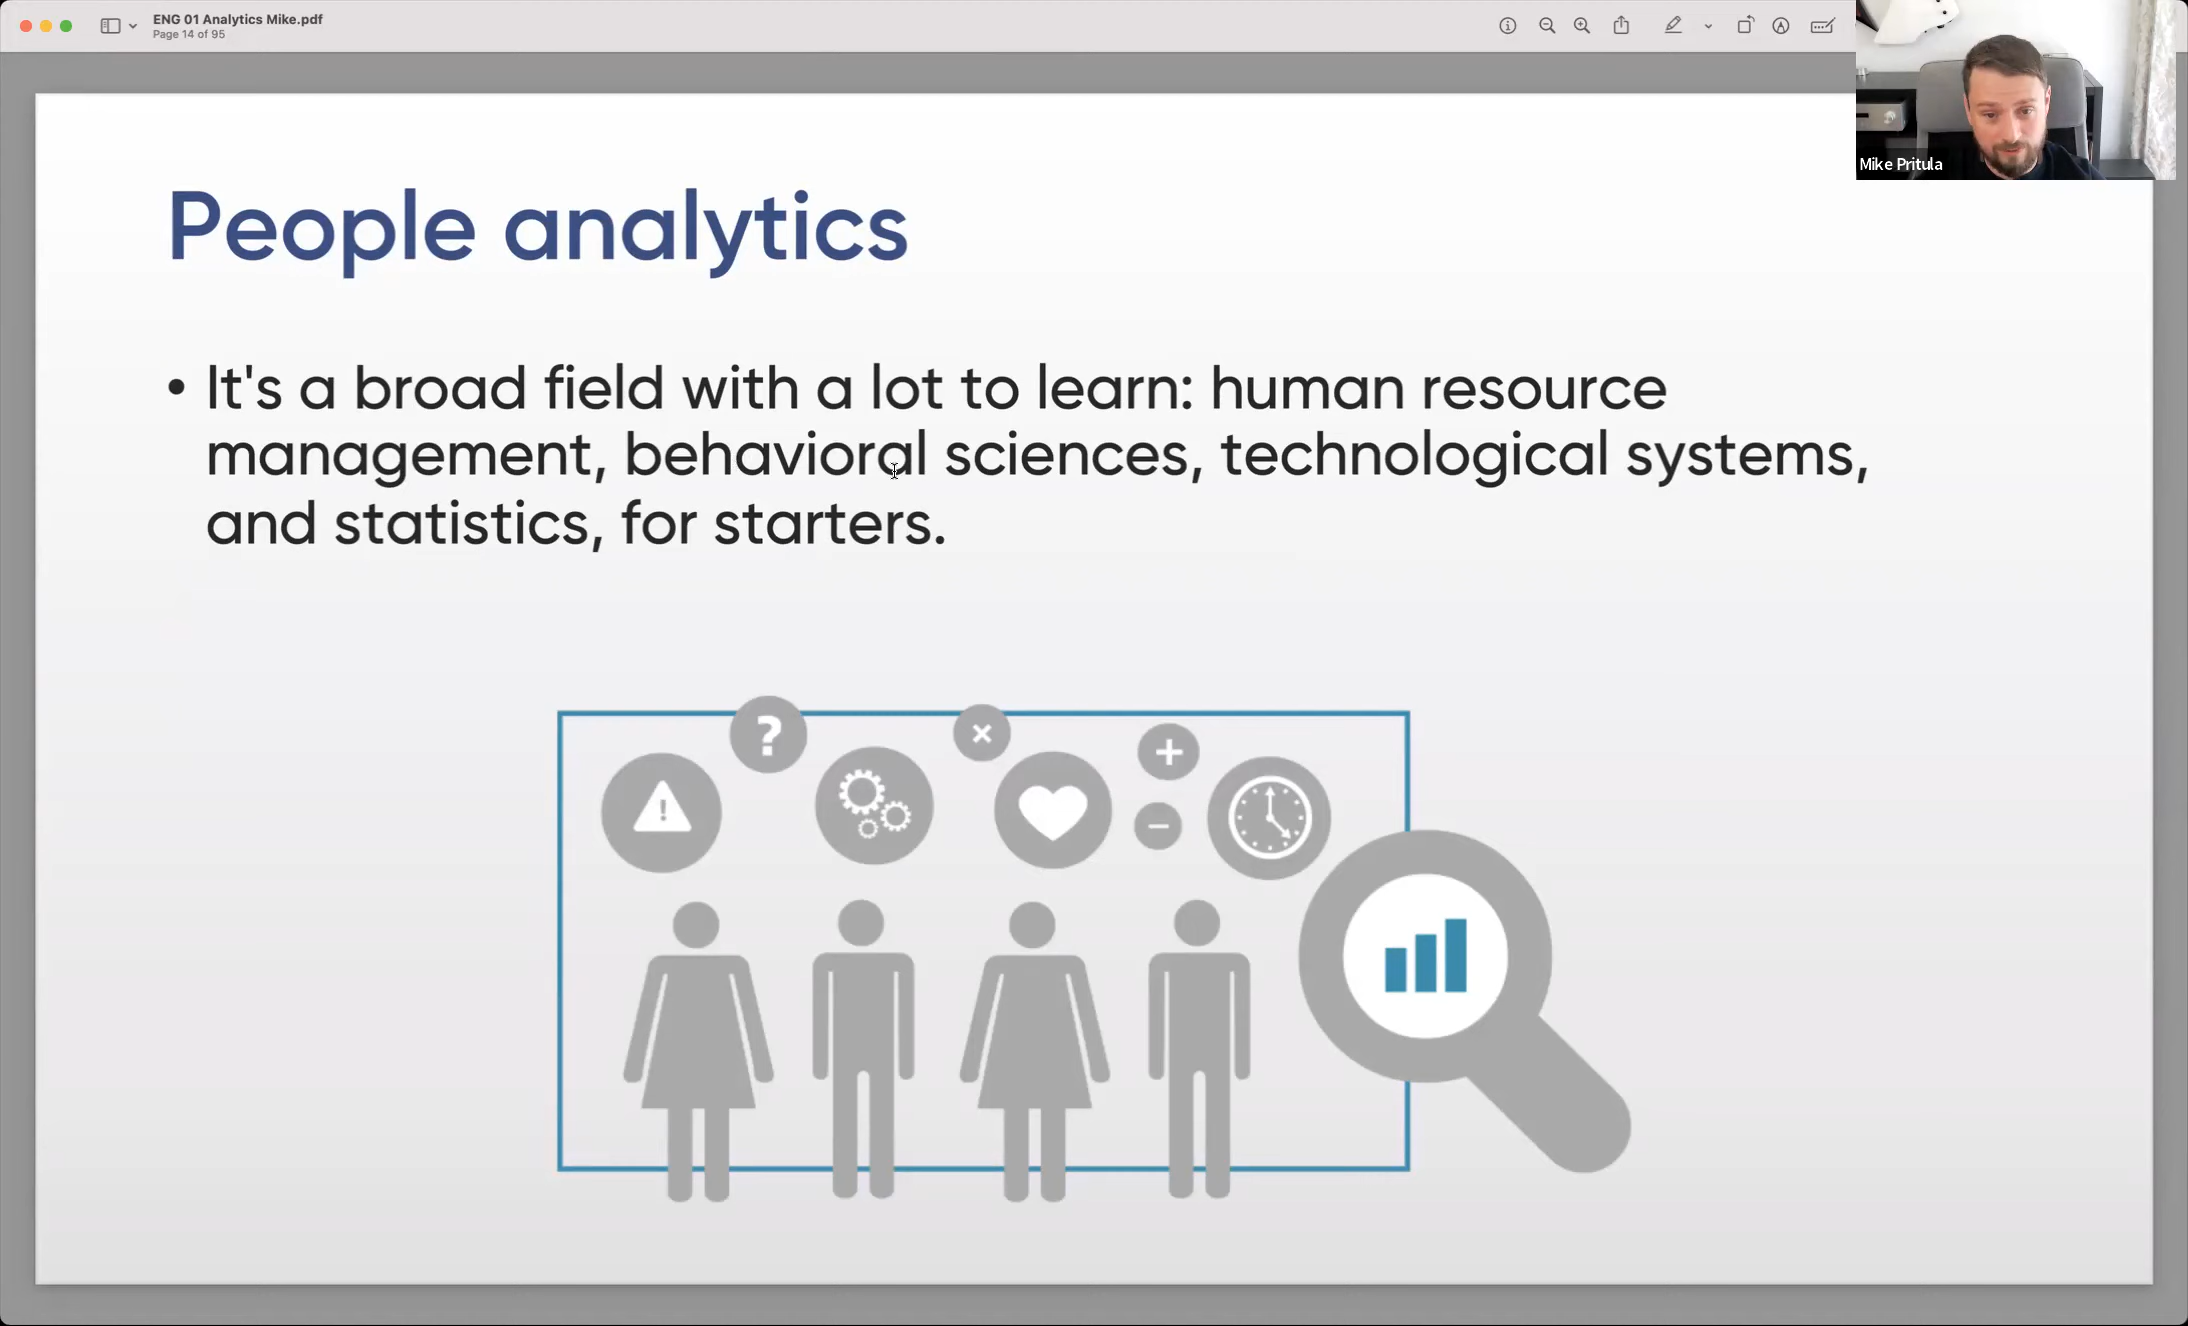 ENG 01 Analytics Mike.pdf
Page 14 of 95
Mike Pritula
People analytics
• It's a broad field with a lot to learn: human resource
management, behavioral sciences, technological systems,
and statistics, for starters.
?
!